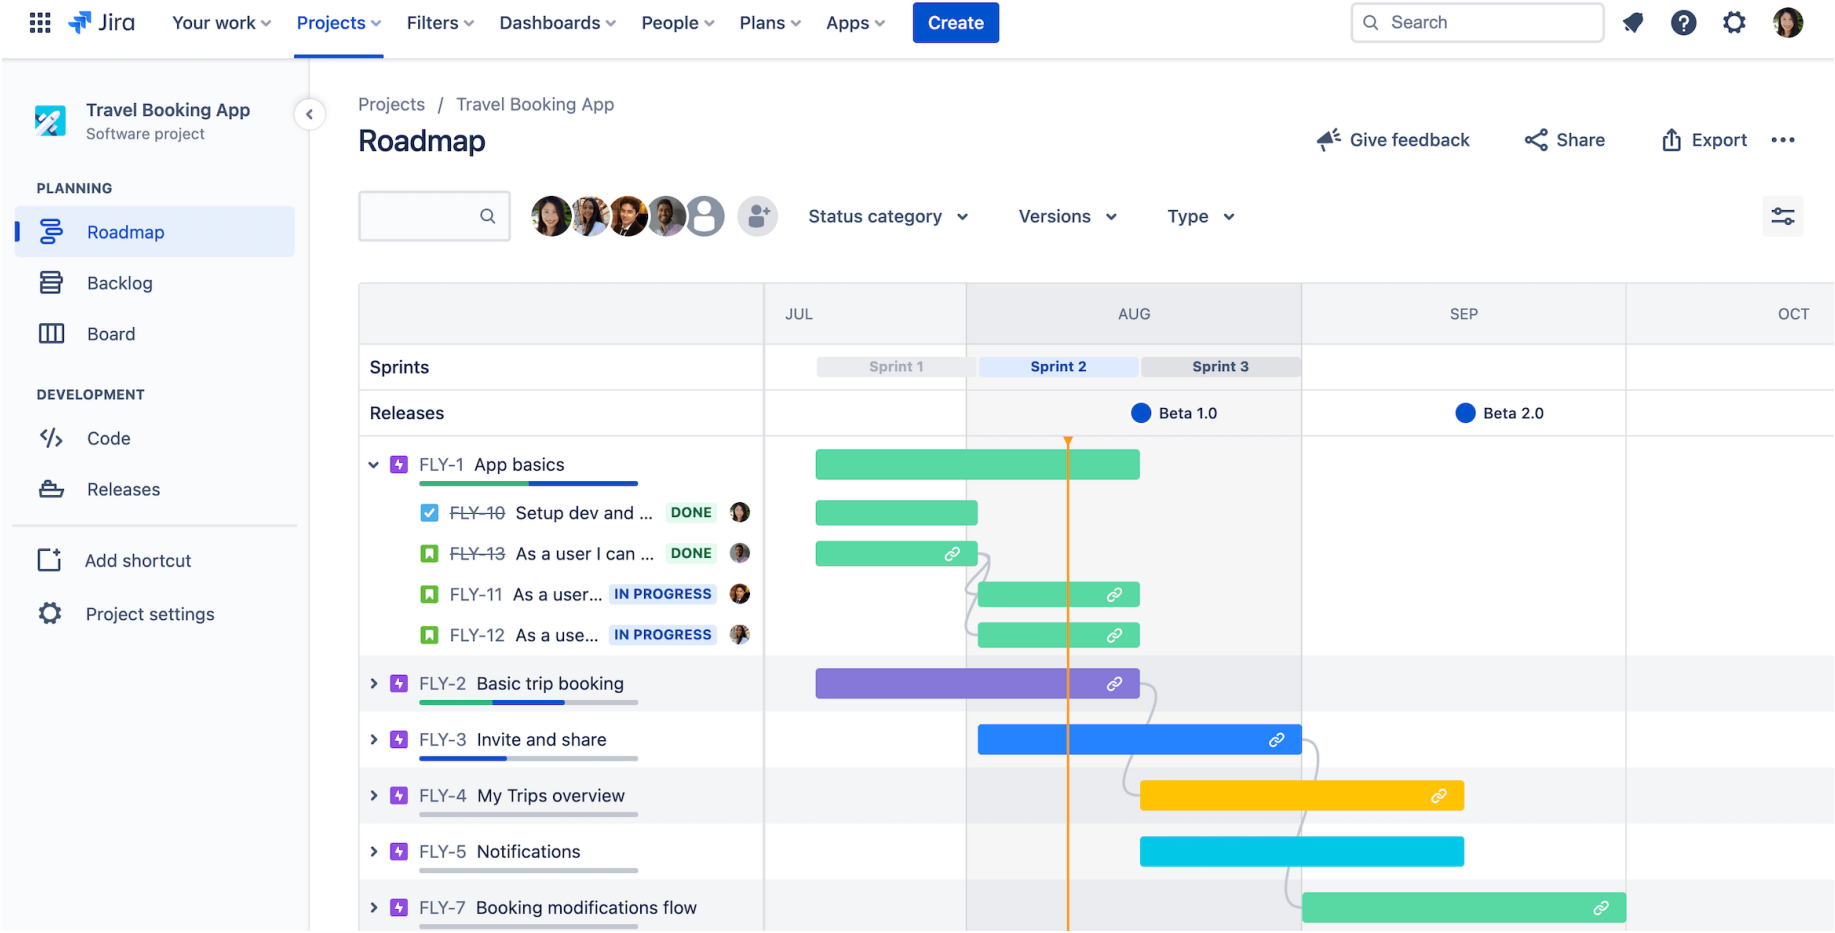 Jira Your work Projects Filters Dashboards People Plans Apps Create Search
Travel Booking App
Software project
PLANNING
Roadmap
Backlog
Board
DEVELOPMENT
Code
Releases
Add shortcut
Project settings
Projects / Travel Booking App
Roadmap
Give feedback Share Export
Status category Versions Type
JUL AUG SEP OCT
Sprints Sprint 1 Sprint 2 Sprint 3
Releases Beta 1.0 Beta 2.0
FLY-1 App basics
FLY-10 Setup dev and ... DONE
FLY-13 As a user I can ... DONE
FLY-11 As a user... IN PROGRESS
FLY-12 As a use... IN PROGRESS
FLY-2 Basic trip booking
FLY-3 Invite and share
FLY-4 My Trips overview
FLY-5 Notifications
FLY-7 Booking modifications flow